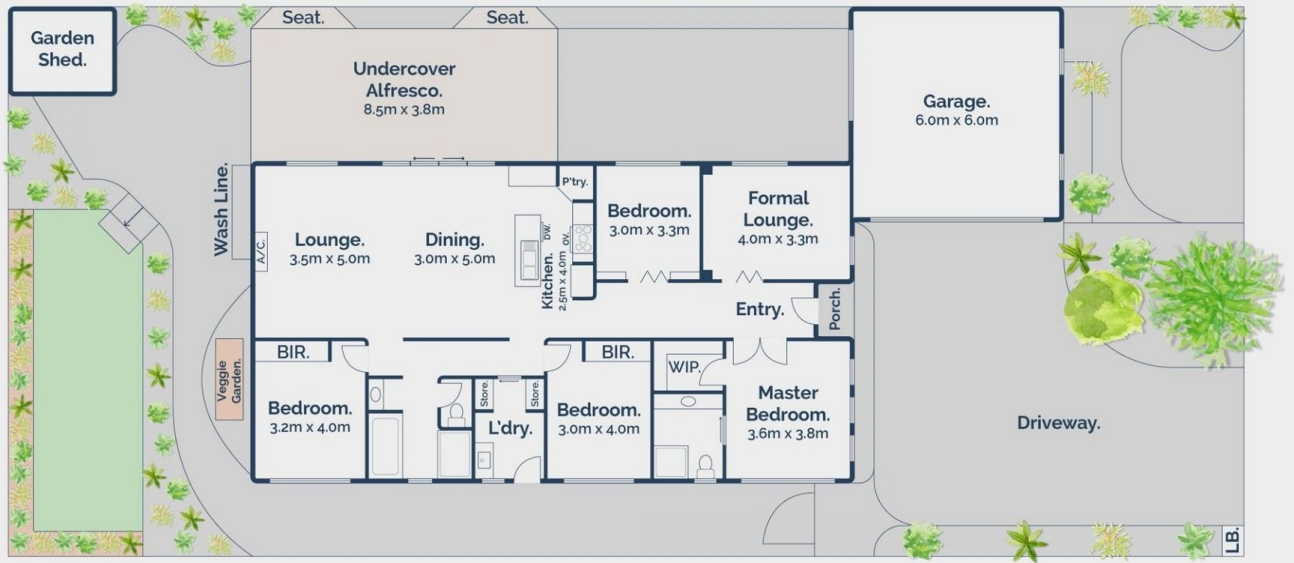 Seat.
Seat.
Garden
Shed.
Undercover
Alfresco.
8.5m x 3.8m
Garage.
6.0m x 6.0m
Wash Line.
A/C.
Lounge.
3.5m x 5.0m
Dining.
3.0m x 5.0m
P'try.
DW.
OV.
Kitchen.
2.5m x 4.0m
Bedroom.
3.0m x 3.3m
Formal
Lounge.
4.0m x 3.3m
Entry.
Porch.
Veggie
Garden.
BIR.
Bedroom.
3.2m x 4.0m
Store.
Store.
L'dry.
BIR.
Bedroom.
3.0m x 4.0m
WIP.
Master
Bedroom.
3.6m x 3.8m
Driveway.
LB.